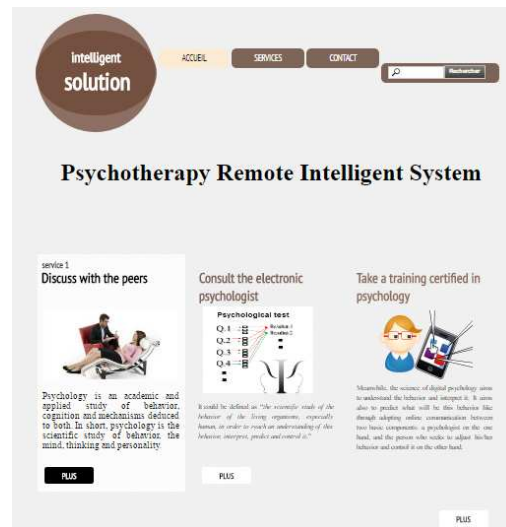 intelligent
solution
ACCUEIL
SERVICES
CONTACT
Rechercher
Psychotherapy Remote Intelligent System
service 1
Discuss with the peers
Psychology is an academic and
applied study of behavior,
cognition and mechanisms deduced
to both. In short, psychology is the
scientific study of behavior, the
mind, thinking and personality.
PLUS
Consult the electronic
psychologist
Psychological test
Q.1
Q.2
Q.3
Q.4
It could be defined as "the scientific study of the
behavior of the living organisms, especially
human, in order to reach an understanding of this
behavior, interpret, predict and control it."
PLUS
Take a training certified in
psychology
Meanwhile, the science of digital psychology aims
to understand the behavior and interpret it. It aims
also to predict what will be this behavior like
through adopting online communication between
two basic components: a psychologist on the one
hand, and the person who seeks to adjust his/her
behavior and control it on the other hand.
PLUS